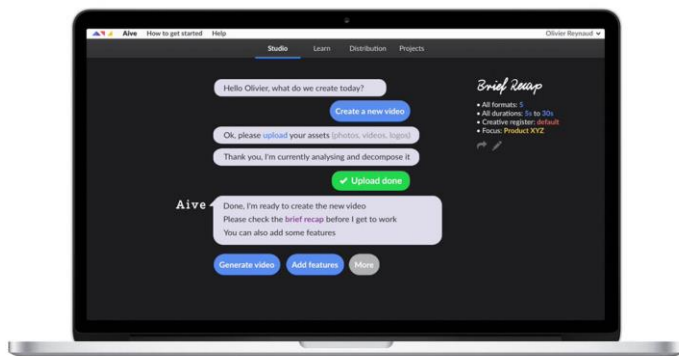 Aive How to get started Help Olivier Reynaud
Studio Learn Distribution Projects
Hello Olivier, what do we create today?
Create a new video
Ok, please upload your assets (photos, videos, logos)
Thank you, I'm currently analysing and decompose it
Upload done
Aive
Done, I'm ready to create the new video
Please check the brief recap before I get to work
You can also add some features
Generate video Add features More
Brief Recap
• All formats: 5
• All durations: 5s to 30s
• Creative register: default
• Focus: Product XYZ